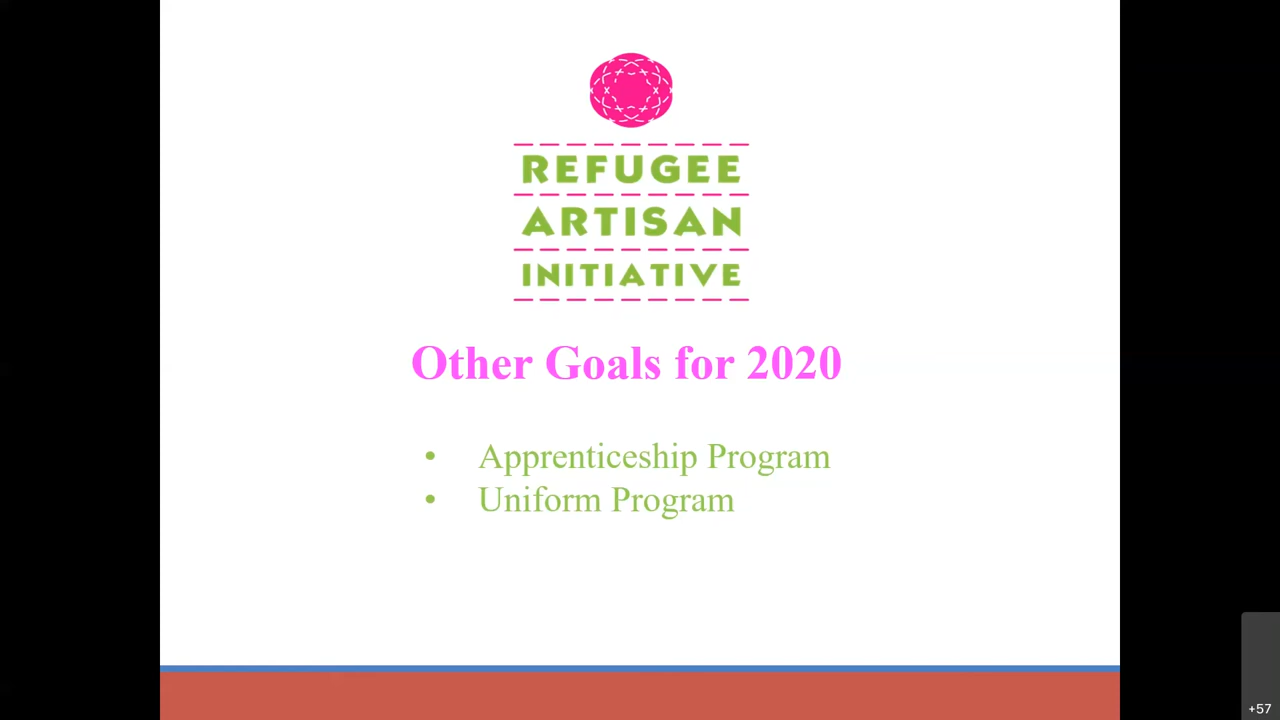 REFUGEE
ARTISAN
INITIATIVE
Other Goals for 2020
• Apprenticeship Program
• Uniform Program
+57